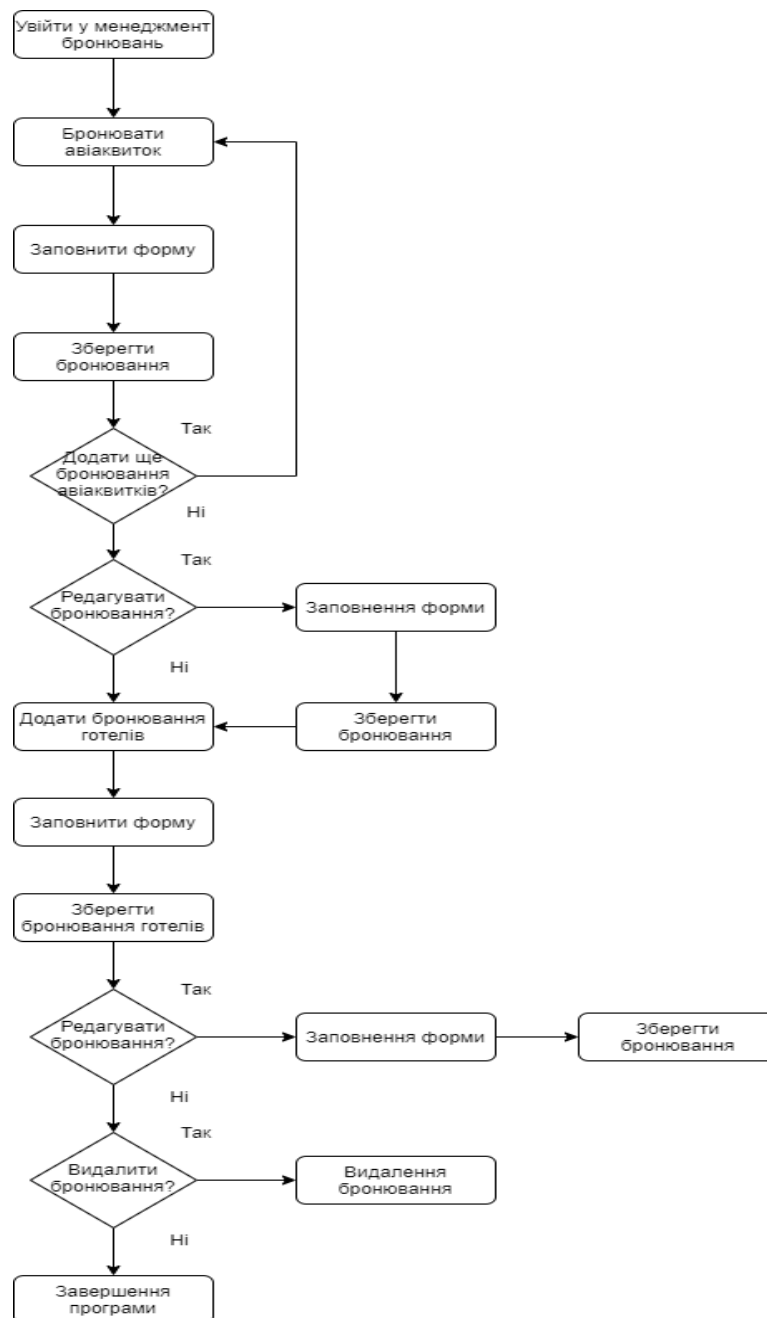 Увійти у менеджмент
бронювань
Бронювати
авіаквиток
Заповнити форму
Зберегти
бронювання
Так
Додати ще
бронювання
авіаквитків?
Ні
Так
Редагувати
бронювання?
Заповнення форми
Ні
Додати бронювання
готелів
Зберегти
бронювання
Заповнити форму
Зберегти
бронювання готелів
Так
Редагувати
бронювання?
Заповнення форми
Зберегти
бронювання
Ні
Так
Видалити
бронювання?
Видалення
бронювання
Ні
Завершення
програми